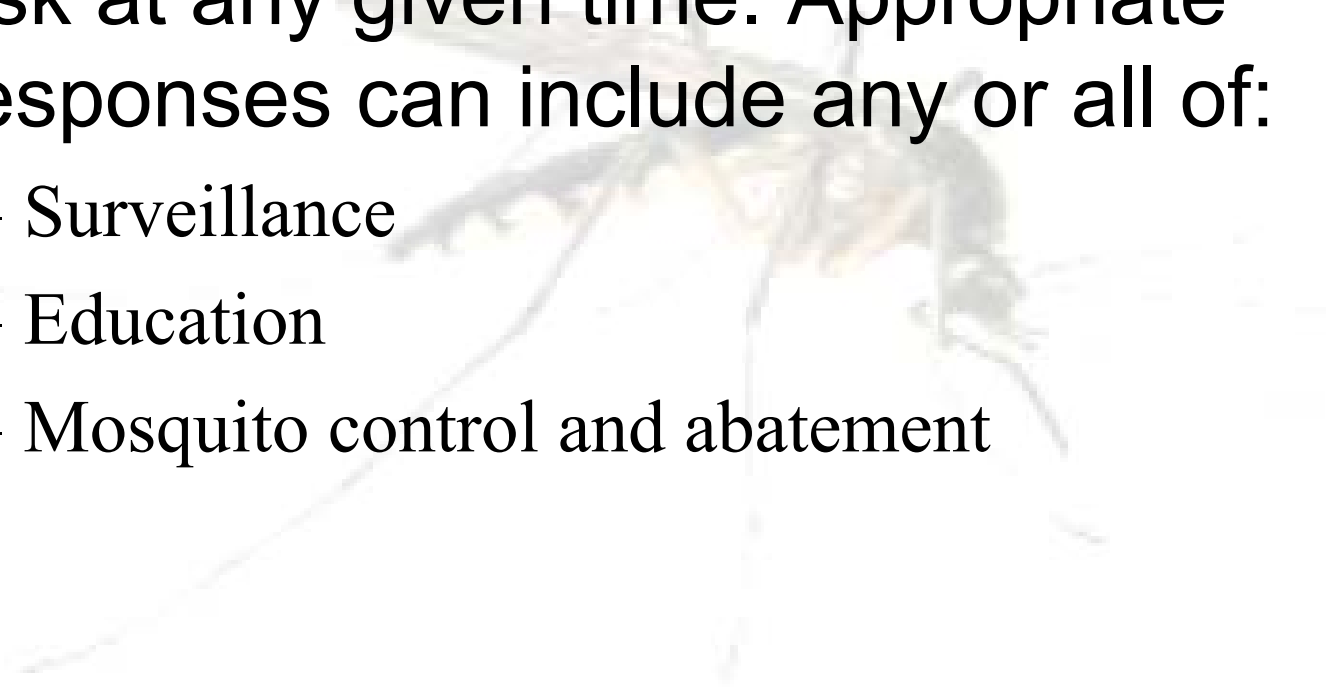 sk at any given time. Appropriate
esponses can include any or all of:
- Surveillance
- Education
- Mosquito control and abatement